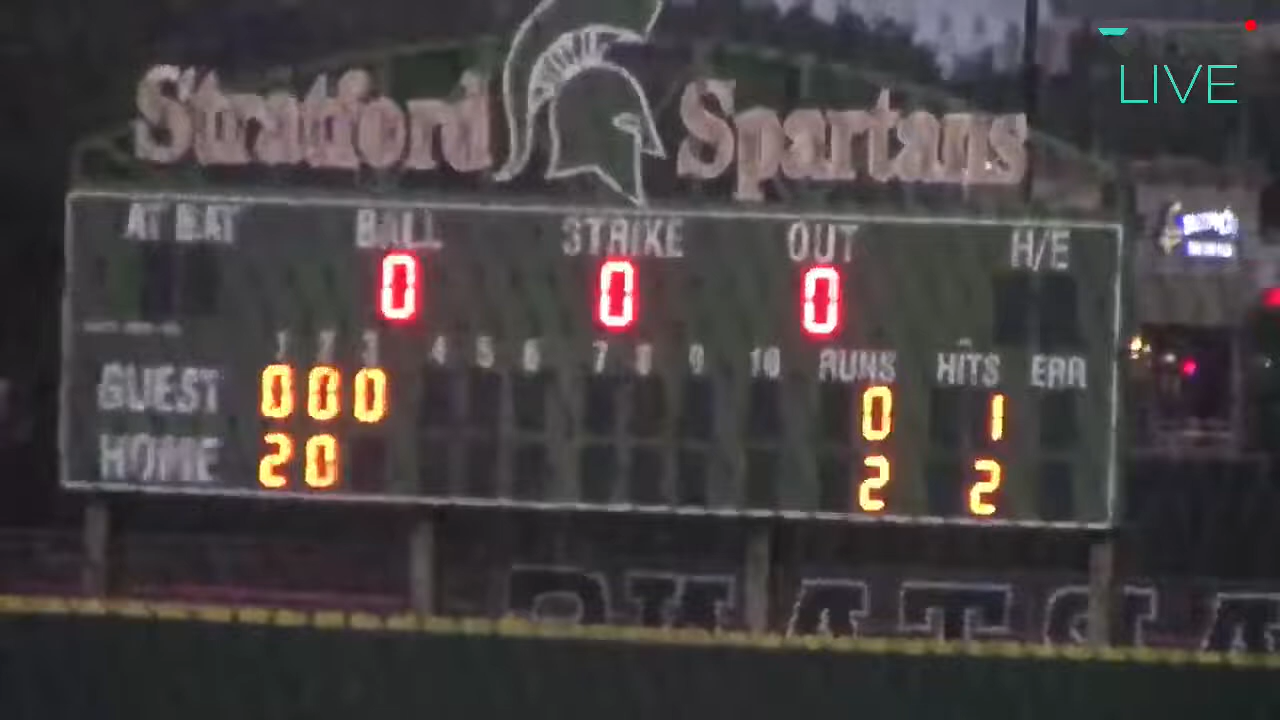 LIVE
Stratford Spartans
AT BAT BALL STRIKE OUT H/E
0 0 0
1 2 3 4 5 6 7 8 9 10 RUNS HITS ERR
GUEST 0 0 0 0 1
HOME 2 0 2 2